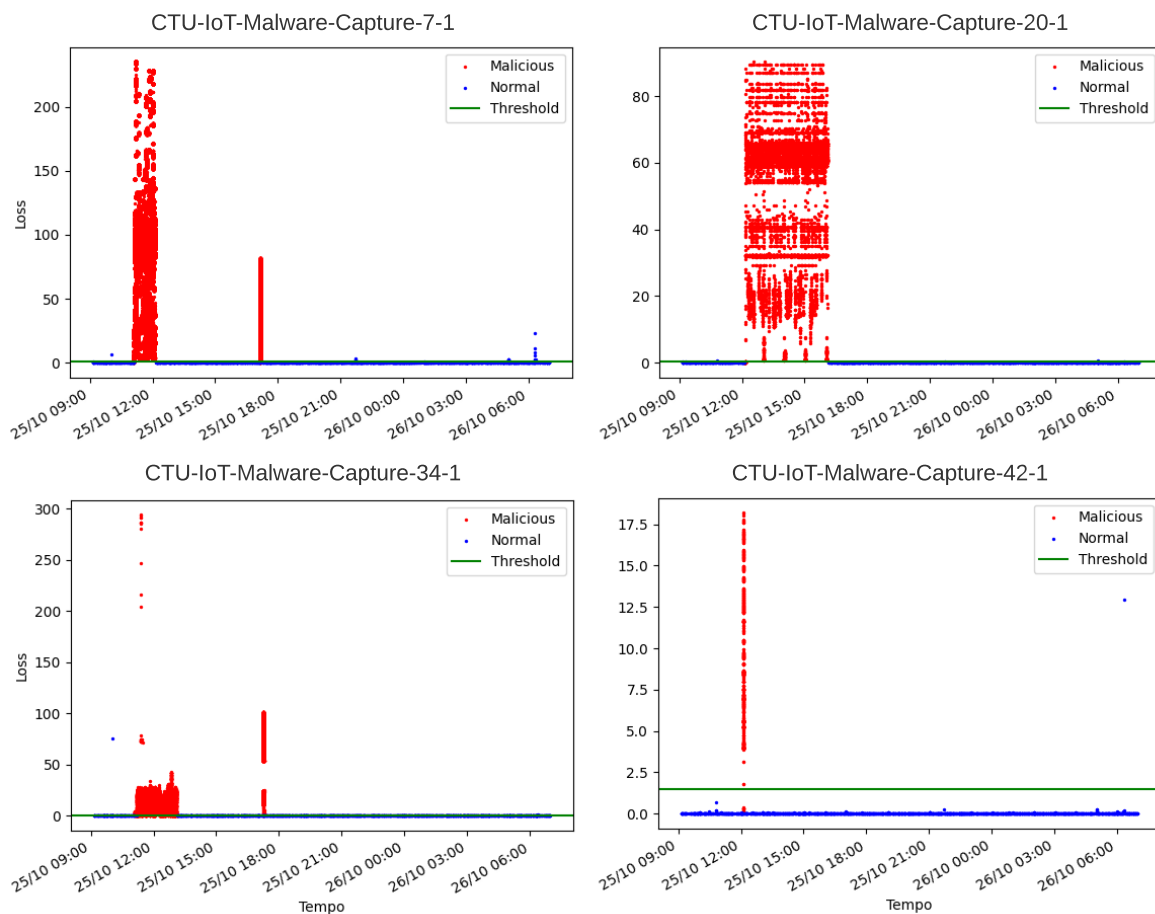 CTU-IoT-Malware-Capture-7-1
Malicious
Normal
Threshold
Loss
200
150
100
50
0
25/10 09:00
25/10 12:00
25/10 15:00
25/10 18:00
25/10 21:00
26/10 00:00
26/10 03:00
26/10 06:00
CTU-IoT-Malware-Capture-20-1
Malicious
Normal
Threshold
80
60
40
20
0
25/10 09:00
25/10 12:00
25/10 15:00
25/10 18:00
25/10 21:00
26/10 00:00
26/10 03:00
26/10 06:00
CTU-IoT-Malware-Capture-34-1
Malicious
Normal
Threshold
Loss
300
250
200
150
100
50
0
25/10 09:00
25/10 12:00
25/10 15:00
25/10 18:00
25/10 21:00
26/10 00:00
26/10 03:00
26/10 06:00
Tempo
CTU-IoT-Malware-Capture-42-1
Malicious
Normal
Threshold
17.5
15.0
12.5
10.0
7.5
5.0
2.5
0.0
25/10 09:00
25/10 12:00
25/10 15:00
25/10 18:00
25/10 21:00
26/10 00:00
26/10 03:00
26/10 06:00
Tempo